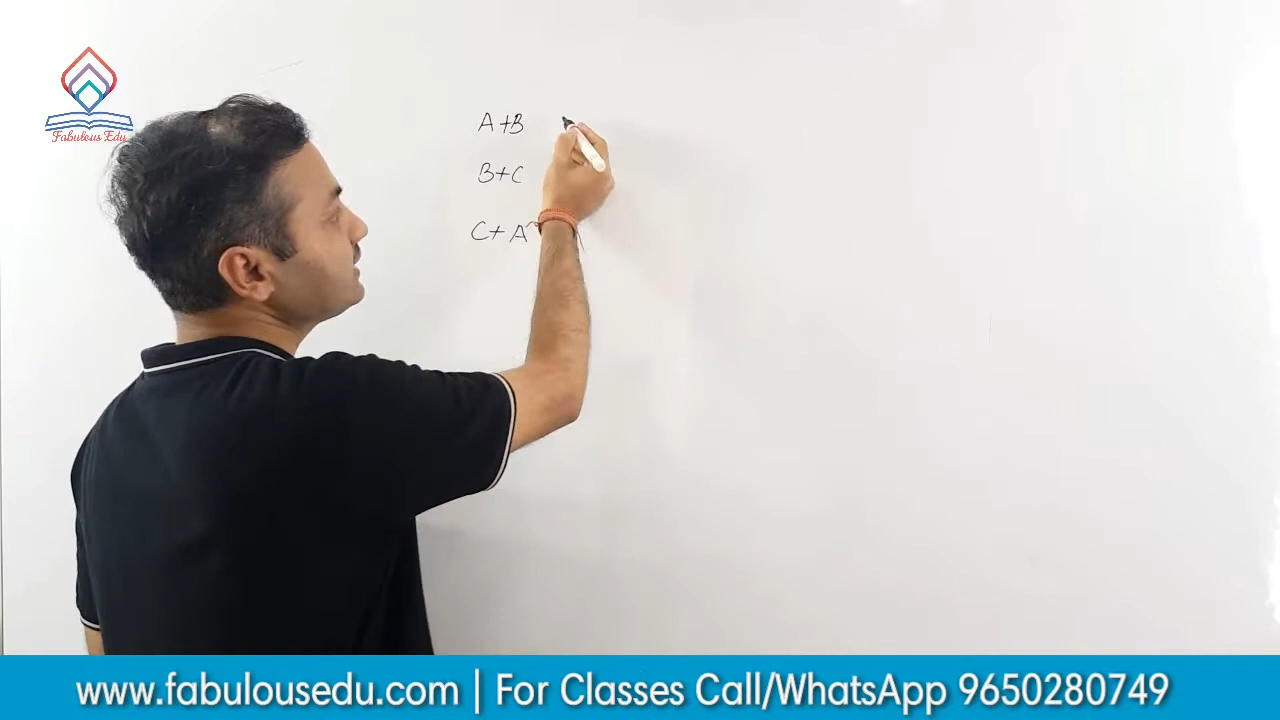 Fabulous Edu
A+B
B+C
C+A
www.fabulousedu.com | For Classes Call/WhatsApp 9650280749